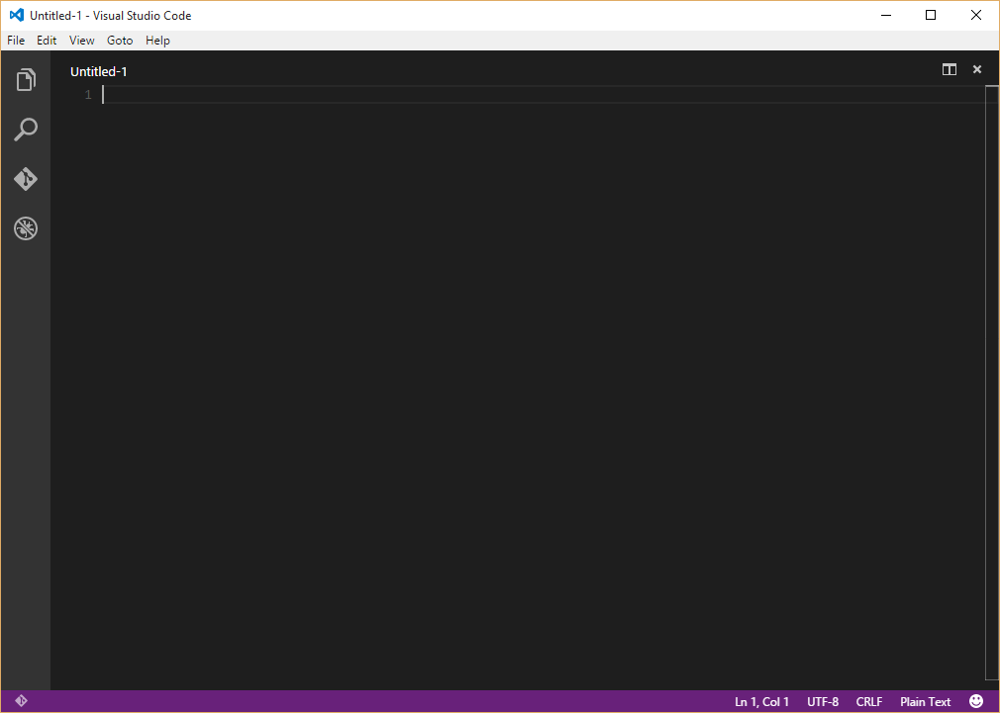 Untitled-1 - Visual Studio Code
File Edit View Goto Help
Untitled-1
1
Ln 1, Col 1 UTF-8 CRLF Plain Text